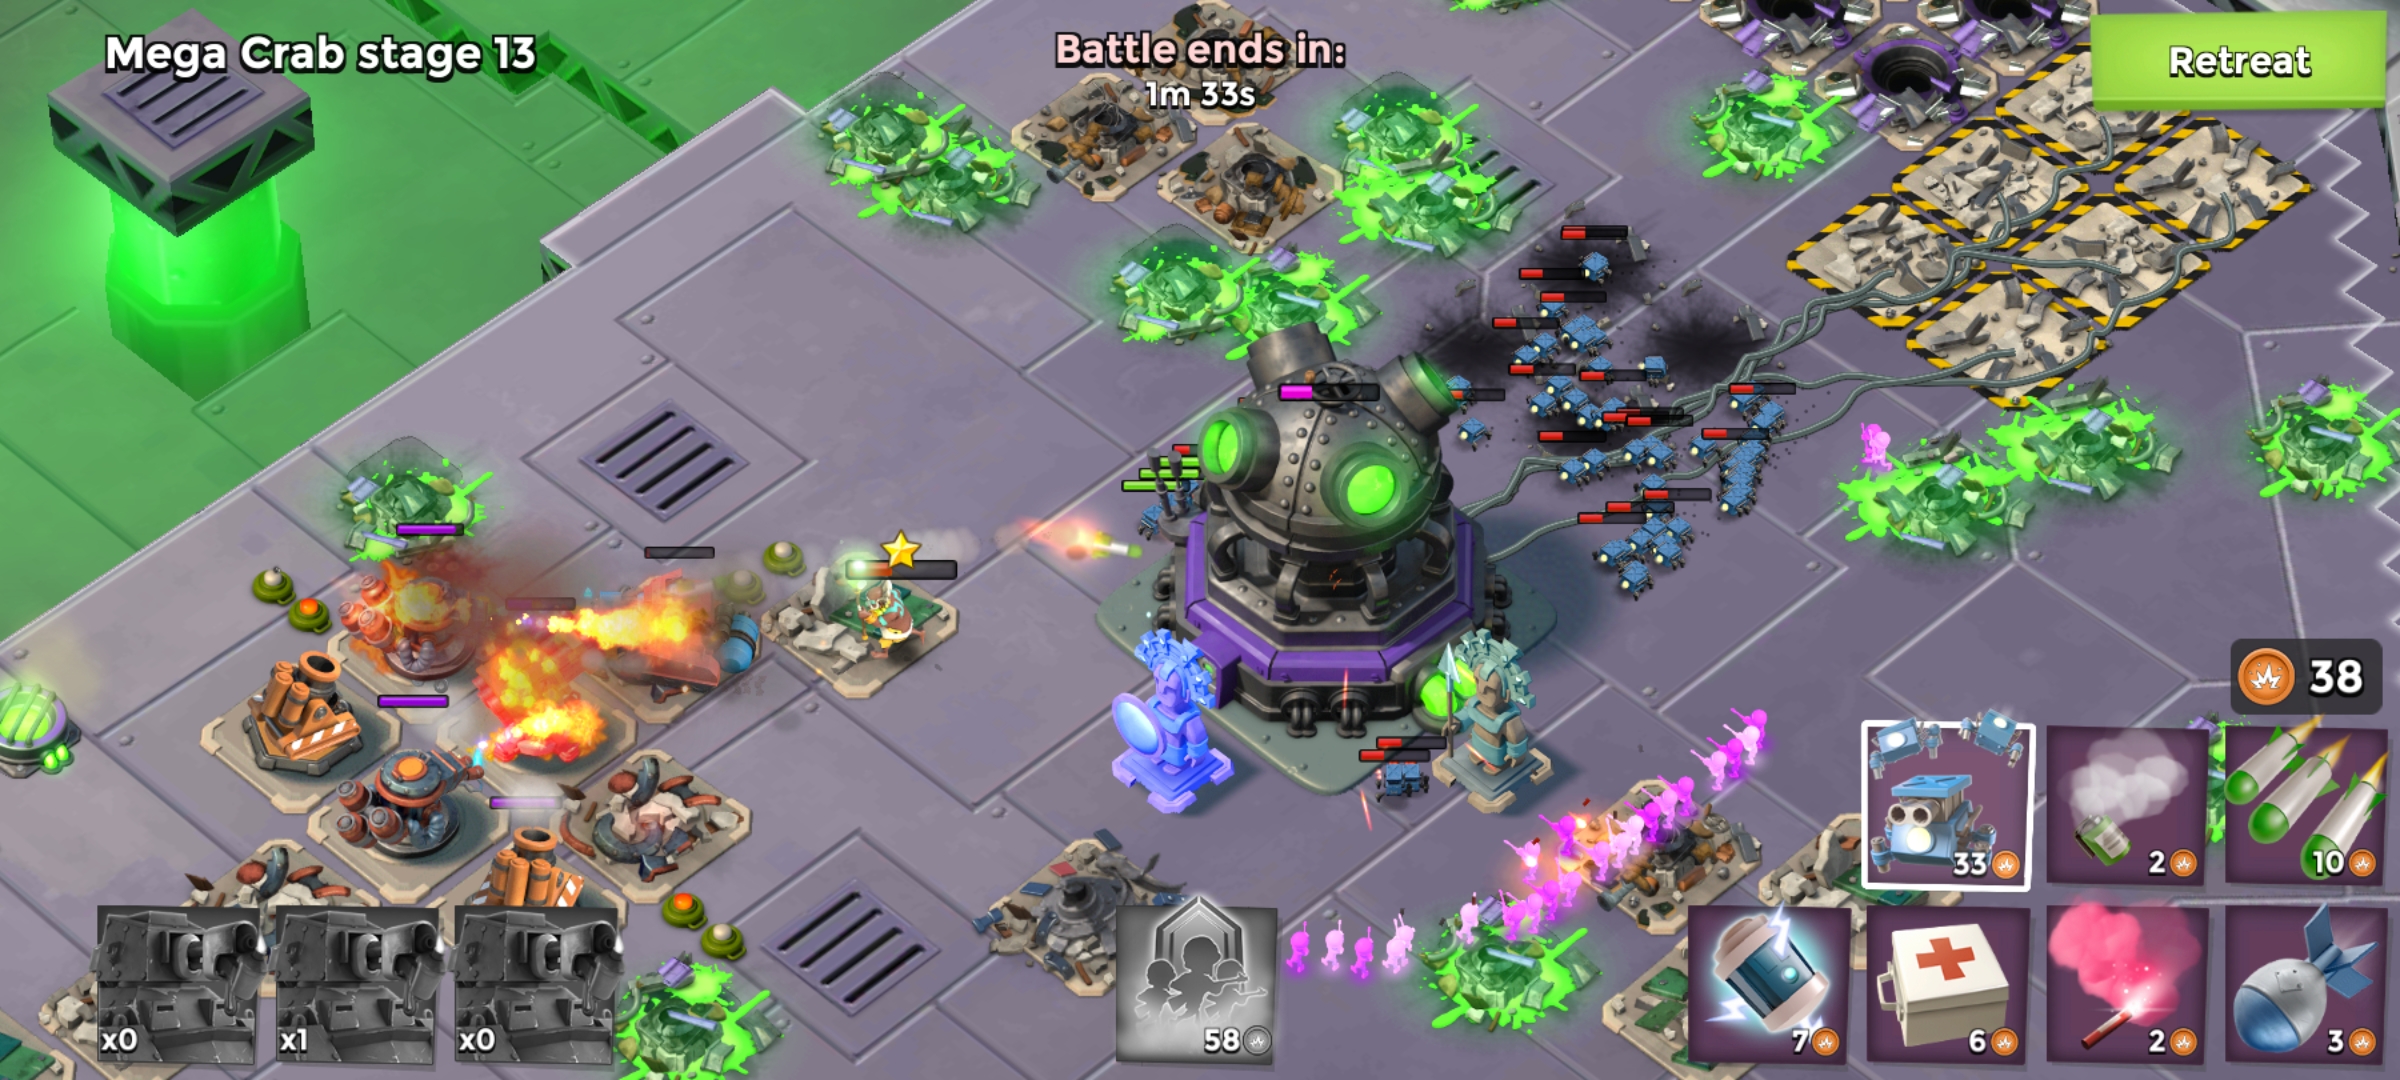 Mega Crab stage 13
Battle ends in:
1m 33s
Retreat
38
33
2
10
x0
x1
x0
58
7
6
2
3